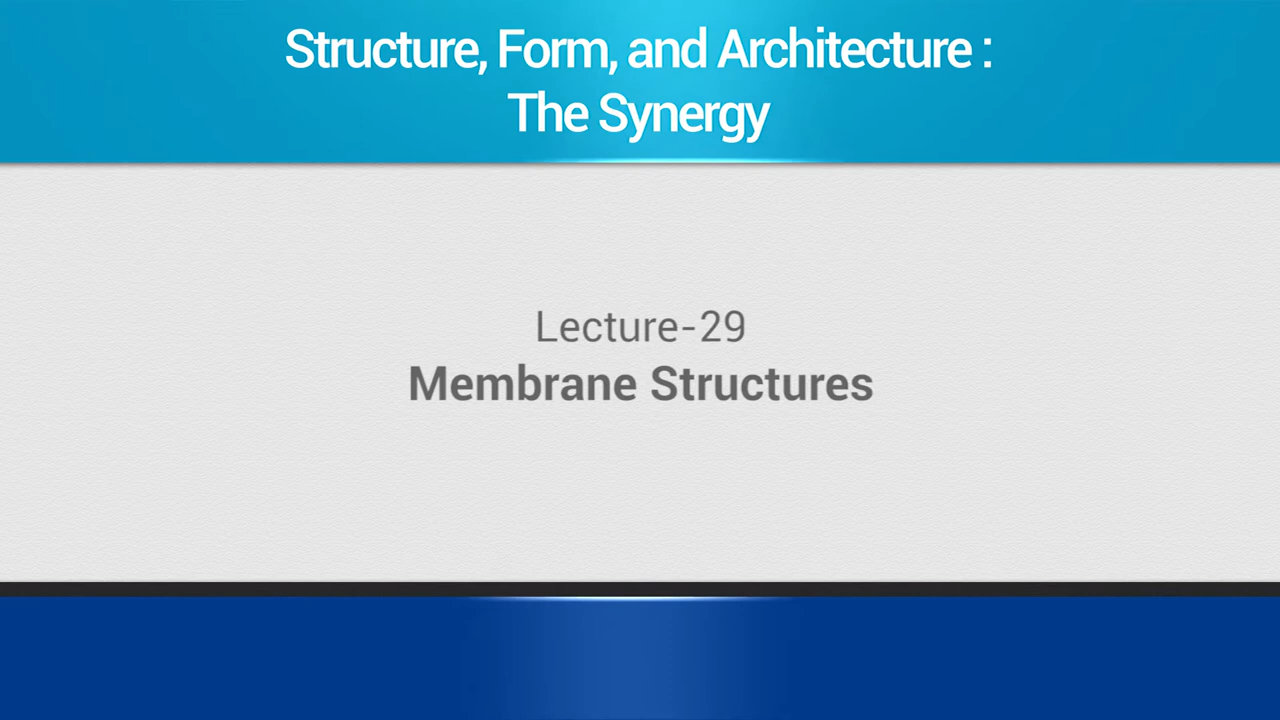 Structure, Form, and Architecture :
The Synergy
Lecture-29
Membrane Structures